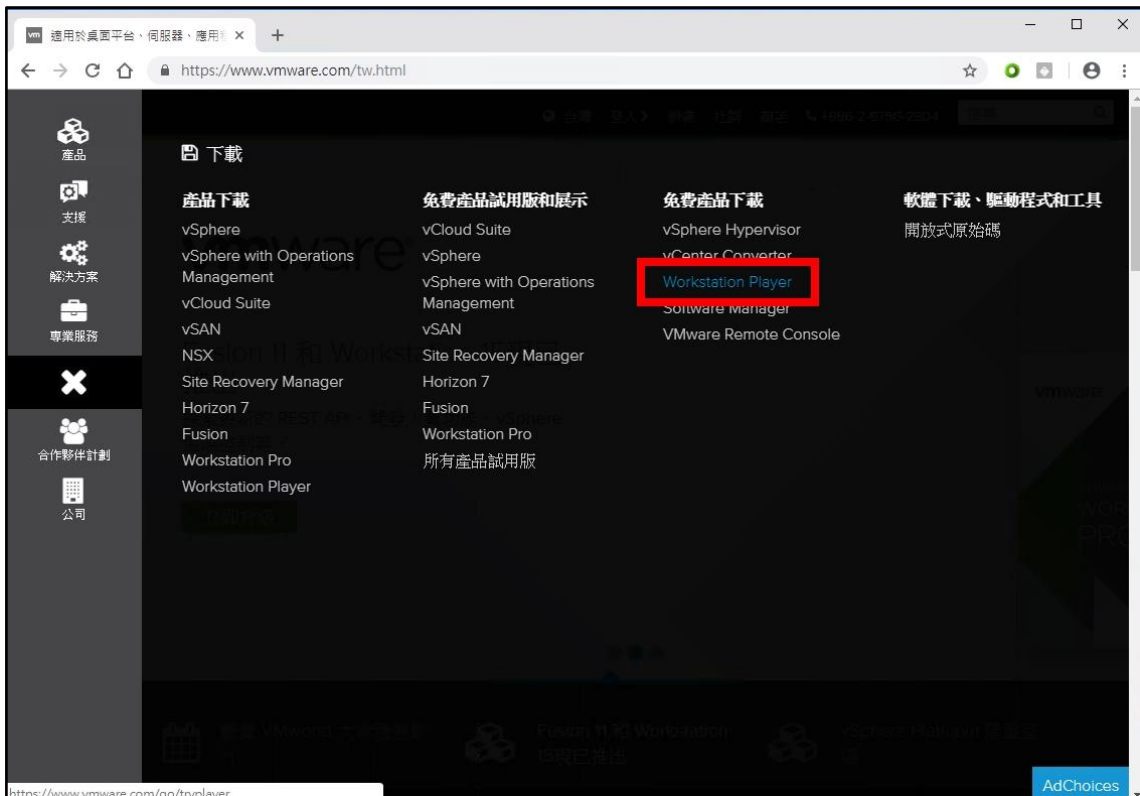 適用於桌面平台、伺服器、應用
https://www.vmware.com/tw.html
產品
支援
解決方案
專業服務
合作夥伴計劃
公司
下載
產品下載
vSphere
vSphere with Operations
Management
vCloud Suite
vSAN
NSX
Site Recovery Manager
Horizon 7
Fusion
Workstation Pro
Workstation Player
免費產品試用版和展示
vCloud Suite
vSphere
vSphere with Operations
Management
vSAN
Site Recovery Manager
Horizon 7
Fusion
Workstation Pro
所有產品試用版
免費產品下載
vSphere Hypervisor
vCenter Converter
Workstation Player
Software Manager
VMware Remote Console
軟體下載、驅動程式和工具
開放式原始碼
vmware
Fusion 11 和 Workstation
AdChoices
https://www.vmware.com/go/tryplayer